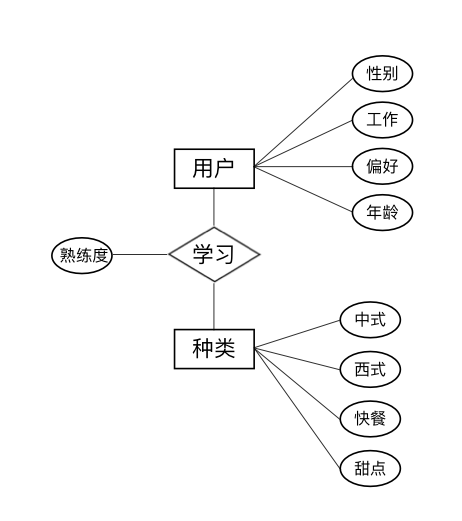 性别
工作
用户
偏好
年龄
熟练度
学习
中式
种类
西式
快餐
甜点